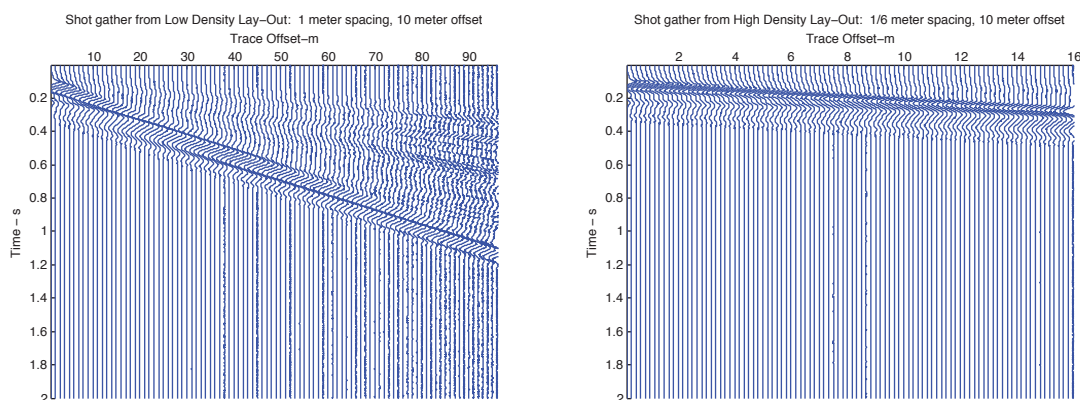 Shot gather from Low Density Lay–Out: 1 meter spacing, 10 meter offset
Trace Offset–m
10 20 30 40 50 60 70 80 90
0.2
0.4
0.6
0.8
1
1.2
1.4
1.6
1.8
2
Time – s
Shot gather from High Density Lay–Out: 1/6 meter spacing, 10 meter offset
Trace Offset–m
2 4 6 8 10 12 14 16
0.2
0.4
0.6
0.8
1
1.2
1.4
1.6
1.8
2
Time – s